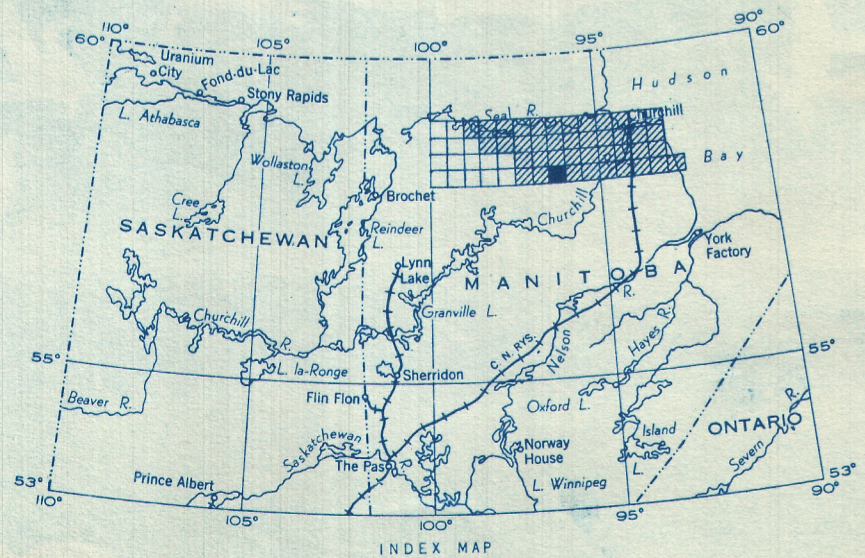 110°
105°
100°
95°
90°
60°
60°
Uranium
City
Fond-du-Lac
Stony Rapids
L. Athabasca
Hudson
Seal R.
Churchill
Bay
Wollaston
L.
Cree
L.
Brochet
Reindeer
L.
SASKATCHEWAN
Churchill
York
Factory
Lynn
Lake
MANITOBA
R.
Granville L.
Churchill
R.
Nelson
Hayes R.
C. N. RYS.
55°
55°
L. la-Ronge
Sherridon
Beaver R.
Flin Flon
Oxford L.
Island
L.
ONTARIO
Severn
R.
Saskatchewan
R.
The Pas
Norway
House
Prince Albert
L. Winnipeg
53°
53°
110°
105°
100°
95°
90°
INDEX MAP